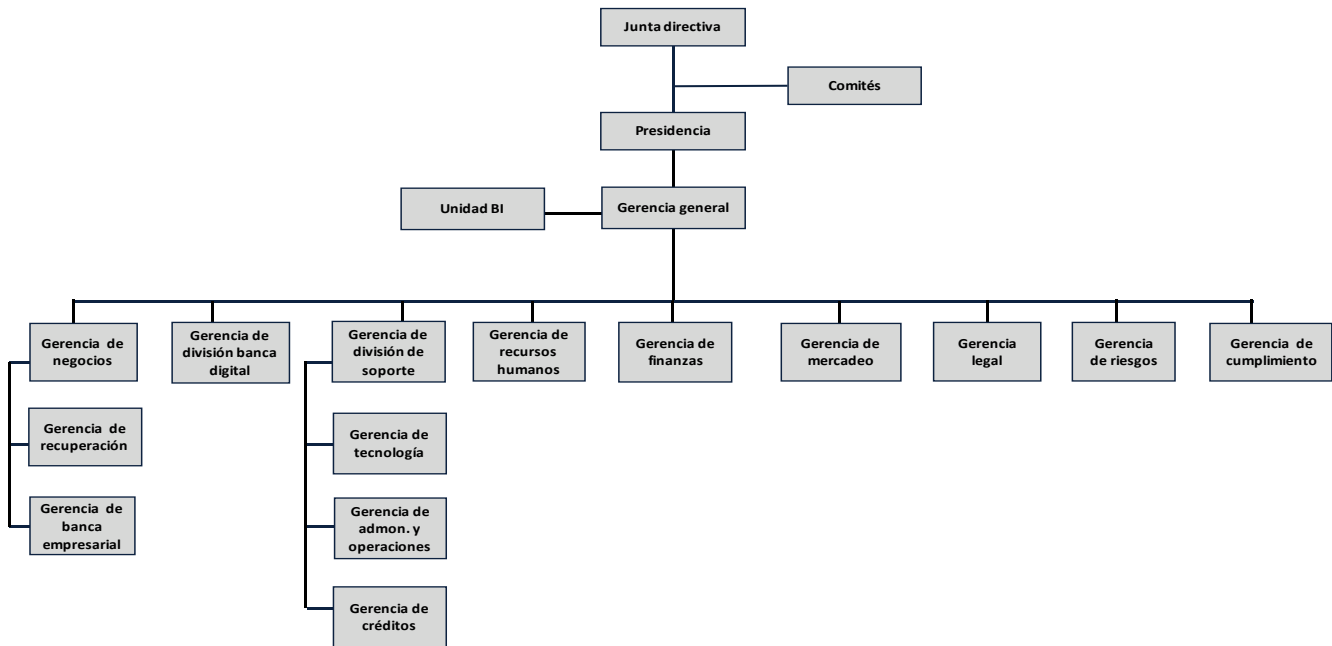 Junta directiva
Comités
Presidencia
Unidad BI
Gerencia general
Gerencia de
negocios
Gerencia de
división banca
digital
Gerencia de
división de
soporte
Gerencia de
recursos
humanos
Gerencia de
finanzas
Gerencia de
mercadeo
Gerencia
legal
Gerencia
de riesgos
Gerencia de
cumplimiento
Gerencia de
recuperación
Gerencia de
banca
empresarial
Gerencia de
tecnología
Gerencia de
admon. y
operaciones
Gerencia de
créditos